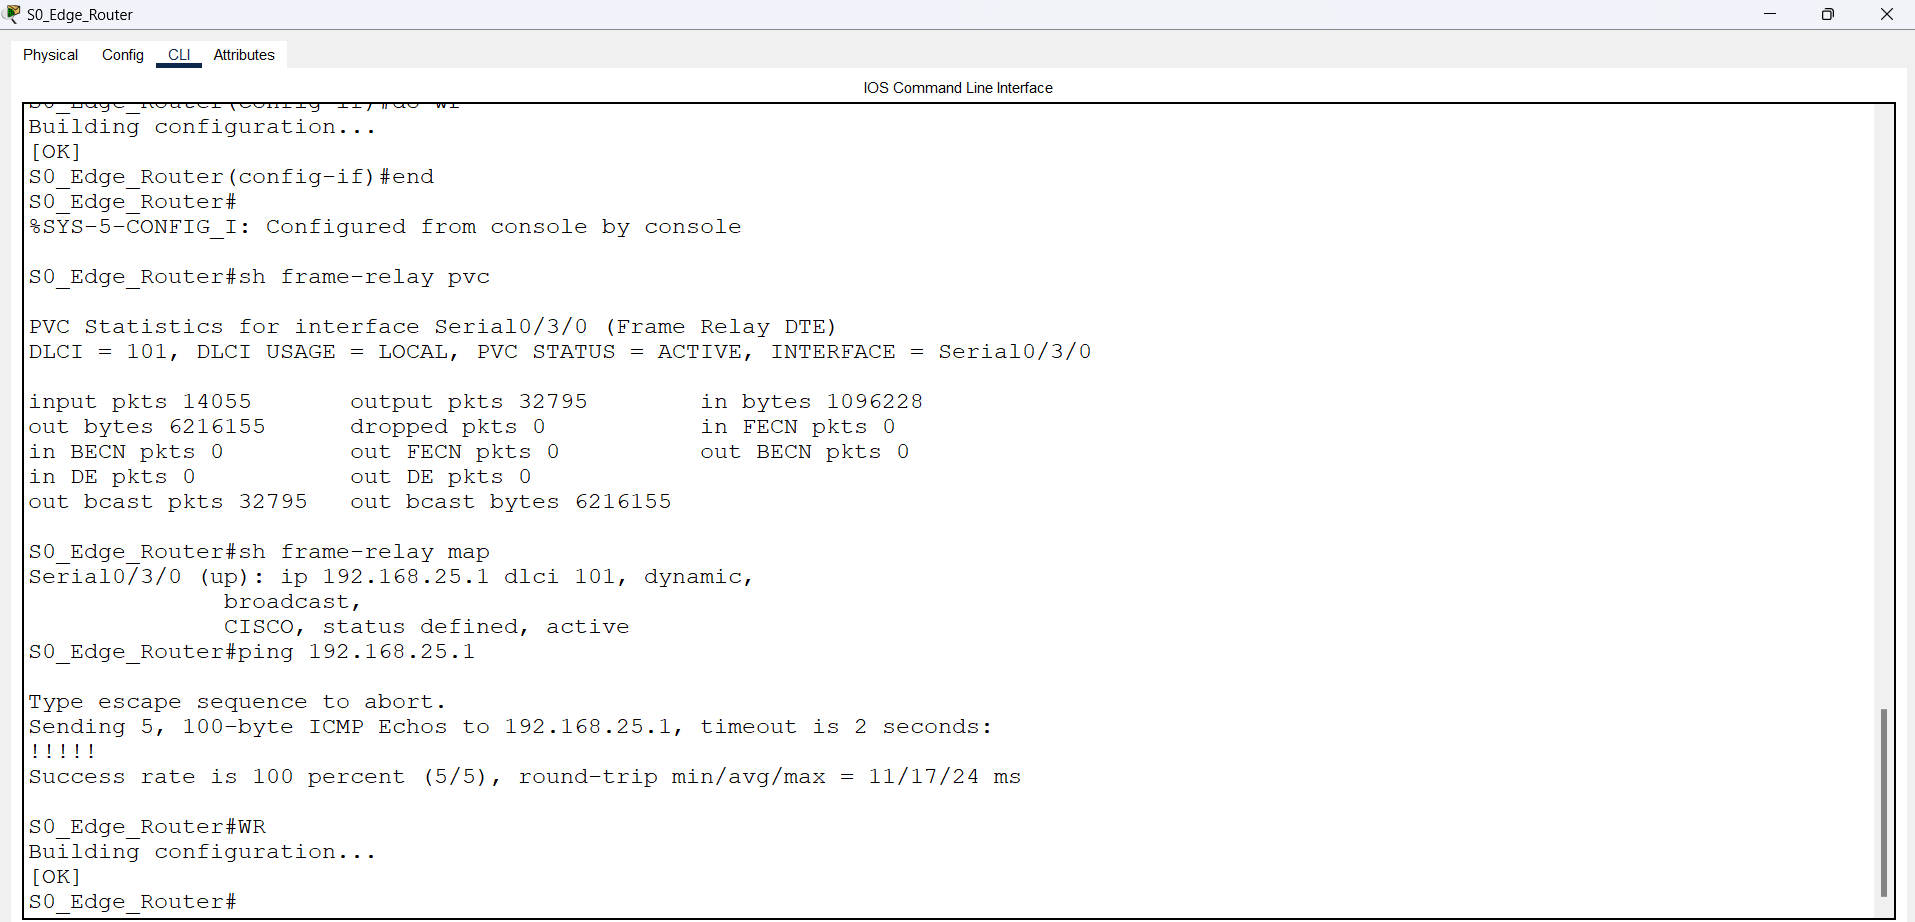 S0_Edge_Router
Physical Config CLI Attributes
IOS Command Line Interface
S0_Edge_Router(config-if)#do wr
Building configuration...
[OK]
S0_Edge_Router(config-if)#end
S0_Edge_Router#
%SYS-5-CONFIG_I: Configured from console by console
S0_Edge_Router#sh frame-relay pvc
PVC Statistics for interface Serial0/3/0 (Frame Relay DTE)
DLCI = 101, DLCI USAGE = LOCAL, PVC STATUS = ACTIVE, INTERFACE = Serial0/3/0
input pkts 14055 output pkts 32795 in bytes 1096228
out bytes 6216155 dropped pkts 0 in FECN pkts 0
in BECN pkts 0 out FECN pkts 0 out BECN pkts 0
in DE pkts 0 out DE pkts 0
out bcast pkts 32795 out bcast bytes 6216155
S0_Edge_Router#sh frame-relay map
Serial0/3/0 (up): ip 192.168.25.1 dlci 101, dynamic,
broadcast,
CISCO, status defined, active
S0_Edge_Router#ping 192.168.25.1
Type escape sequence to abort.
Sending 5, 100-byte ICMP Echos to 192.168.25.1, timeout is 2 seconds:
!!!!!
Success rate is 100 percent (5/5), round-trip min/avg/max = 11/17/24 ms
S0_Edge_Router#WR
Building configuration...
[OK]
S0_Edge_Router#